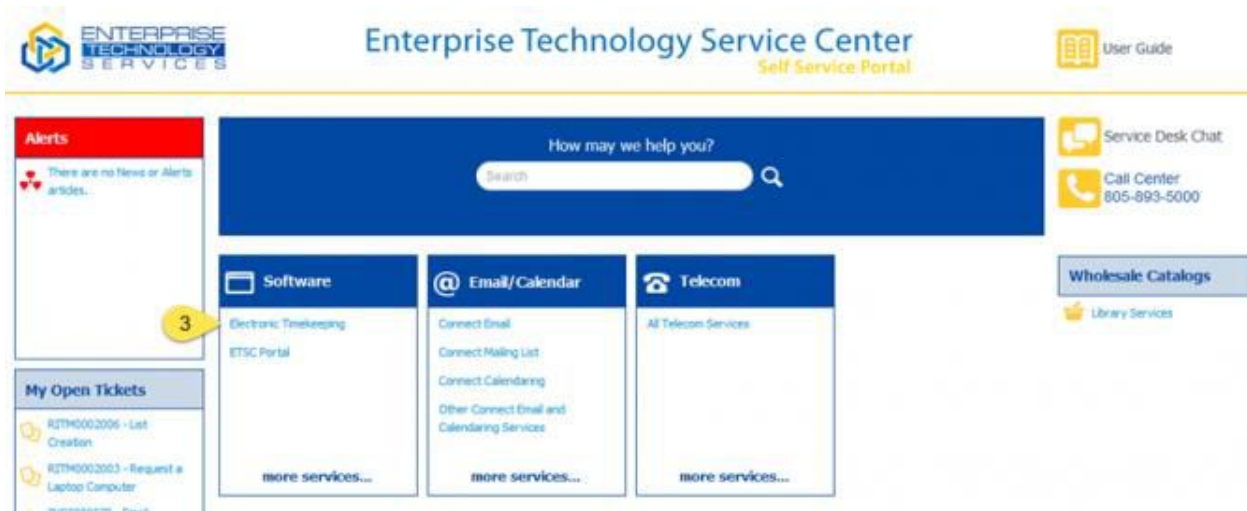 ENTERPRISE
TECHNOLOGY
SERVICES
Enterprise Technology Service Center
Self Service Portal
User Guide
Alerts
There are no News or Alerts
articles.
How may we help you?
Search
Service Desk Chat
Call Center
805-893-5000
Software
3
Electronic Timekeeping
ETSC Portal
more services...
@ Email/Calendar
Connect Email
Connect Mailing List
Connect Calendaring
Other Connect Email and
Calendaring Services
more services...
Telecom
All Telecom Services
more services...
Wholesale Catalogs
Library Services
My Open Tickets
RITM0002006 - List
Creation
RITM0002003 - Request a
Laptop Computer